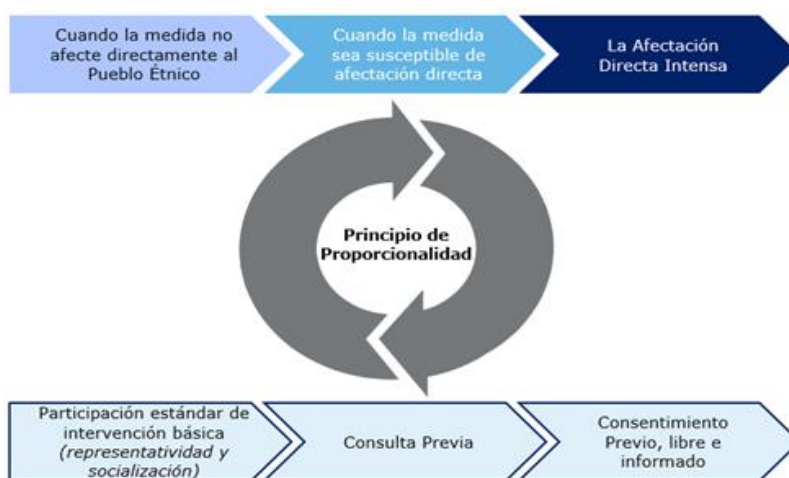 Cuando la medida no
afecte directamente al
Pueblo Étnico
Cuando la medida
sea susceptible de
afectación directa
La Afectación
Directa Intensa
Principio de
Proporcionalidad
Participación estándar de
intervención básica
(representatividad y
socialización)
Consulta Previa
Consentimiento
Previo, libre e
informado